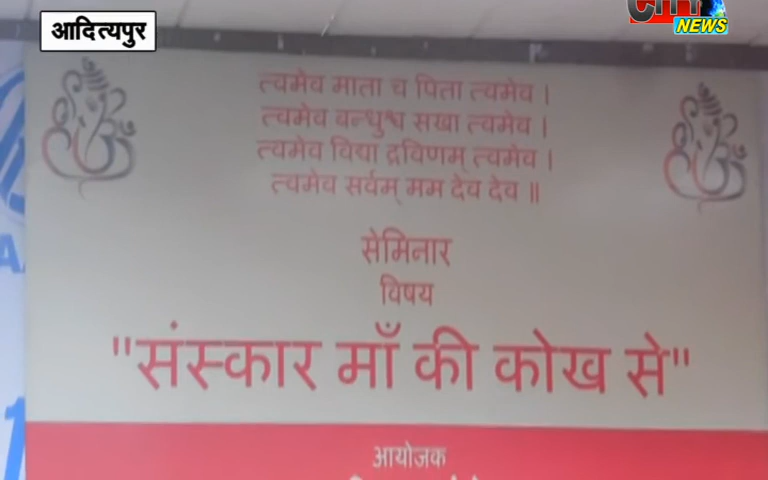 आदित्यपुर
CITY
NEWS
त्वमेव माता च पिता त्वमेव ।
त्वमेव बन्धुश्च सखा त्वमेव ।
त्वमेव विद्या द्रविणम् त्वमेव ।
त्वमेव सर्वम् मम देव देव ॥
सेमिनार
विषय
"संस्कार माँ की कोख से"
आयोजक